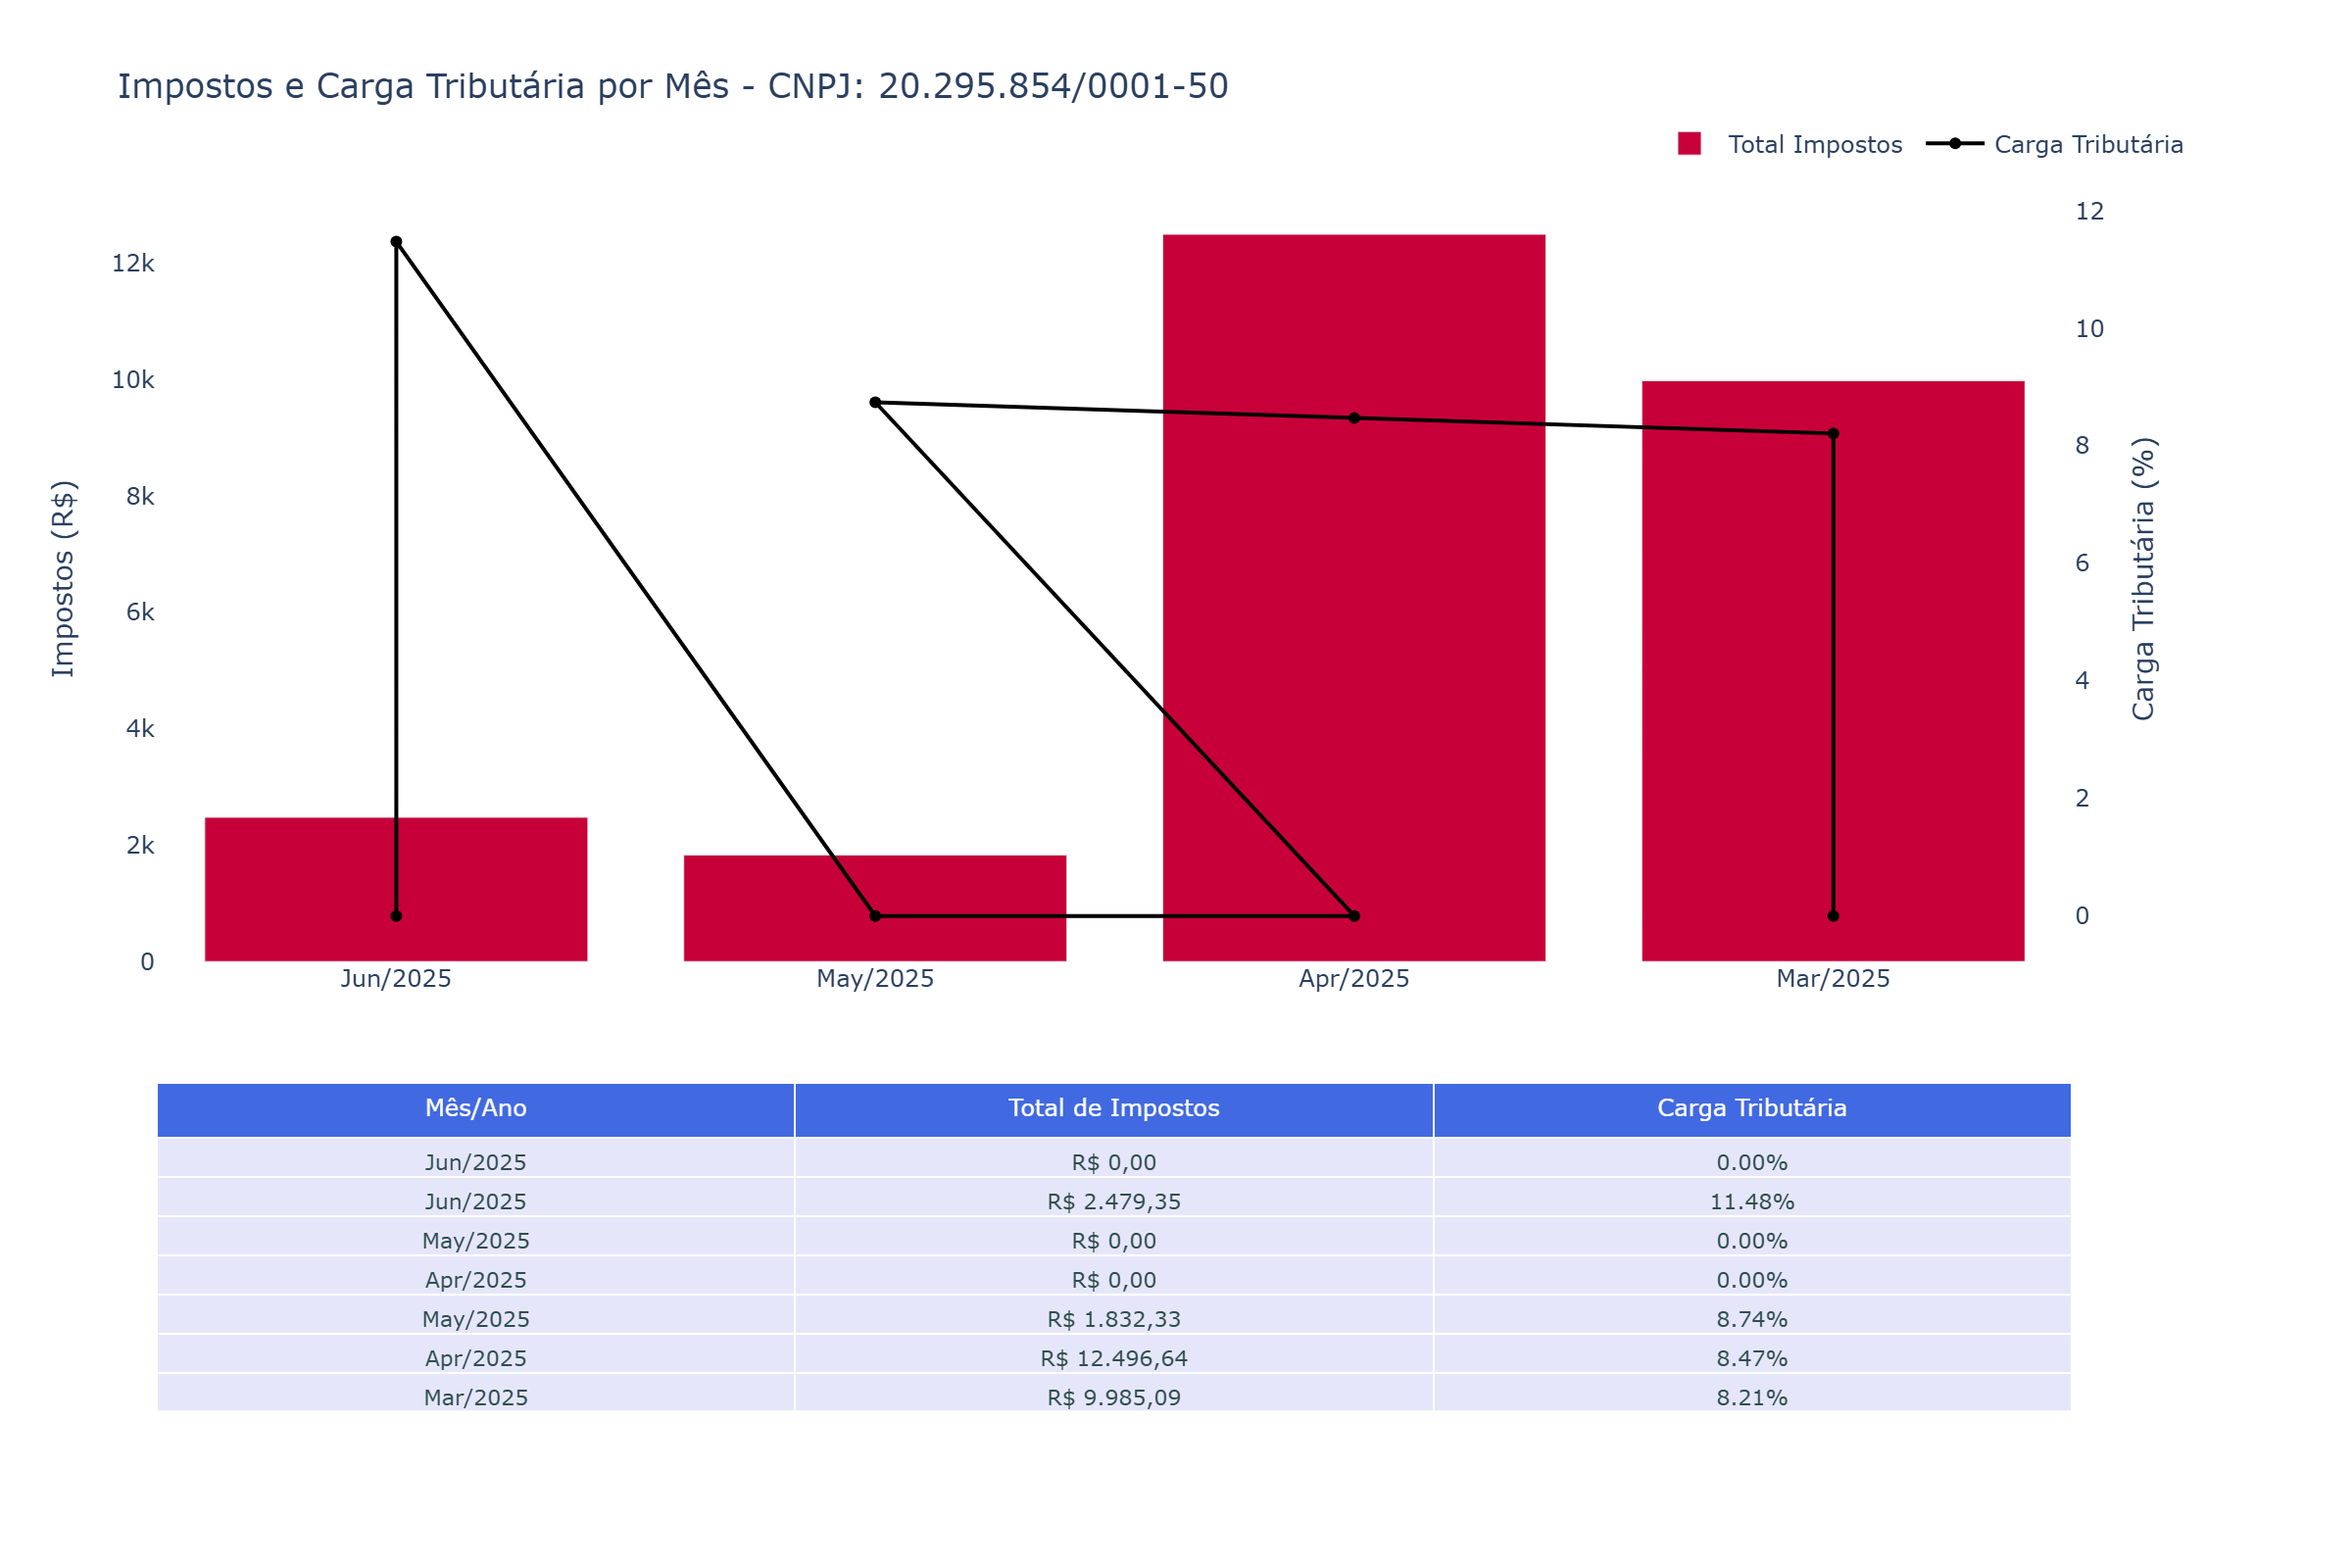 Impostos e Carga Tributária por Mês - CNPJ: 20.295.854/0001-50
Total Impostos
Carga Tributária
Impostos (R$)
12k
10k
8k
6k
4k
2k
0
12
10
8
6
4
2
0
Carga Tributária (%)
Jun/2025 May/2025 Apr/2025 Mar/2025
Mês/Ano Total de Impostos Carga Tributária
Jun/2025 R$ 0,00 0.00%
Jun/2025 R$ 2.479,35 11.48%
May/2025 R$ 0,00 0.00%
Apr/2025 R$ 0,00 0.00%
May/2025 R$ 1.832,33 8.74%
Apr/2025 R$ 12.496,64 8.47%
Mar/2025 R$ 9.985,09 8.21%